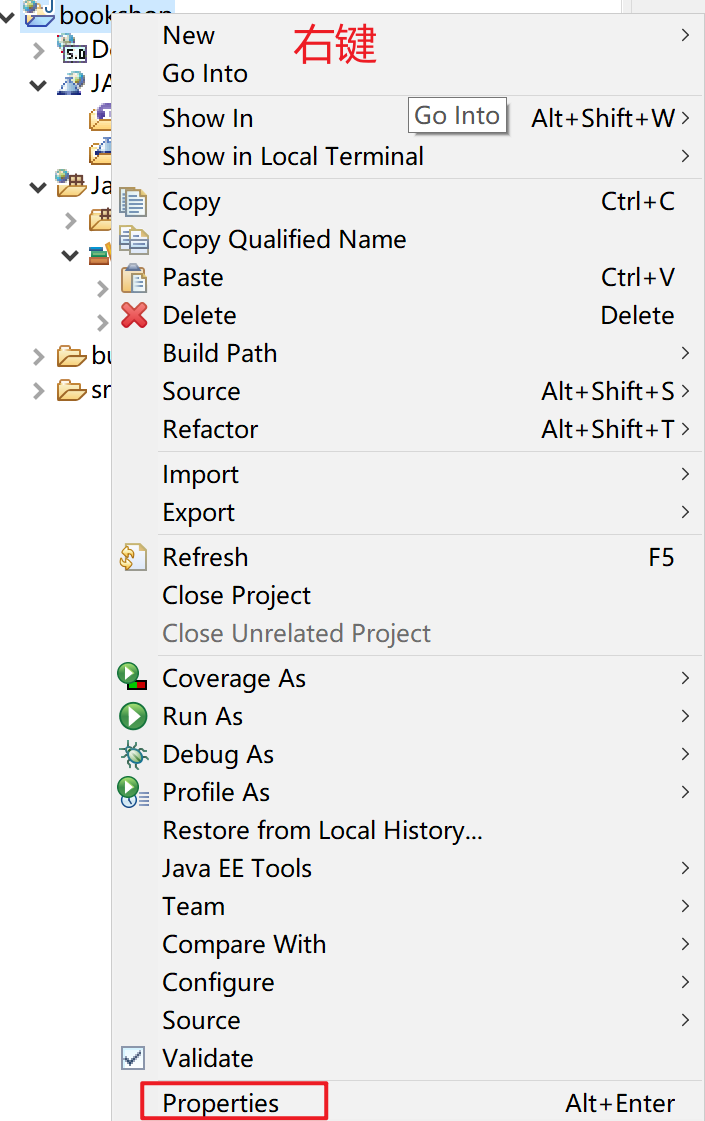 bookshop
New 右键
Go Into
Show In Go Into Alt+Shift+W
Show in Local Terminal
Copy Ctrl+C
Copy Qualified Name
Paste Ctrl+V
Delete Delete
Build Path
Source Alt+Shift+S
Refactor Alt+Shift+T
Import
Export
Refresh F5
Close Project
Close Unrelated Project
Coverage As
Run As
Debug As
Profile As
Restore from Local History...
Java EE Tools
Team
Compare With
Configure
Source
Validate
Properties Alt+Enter